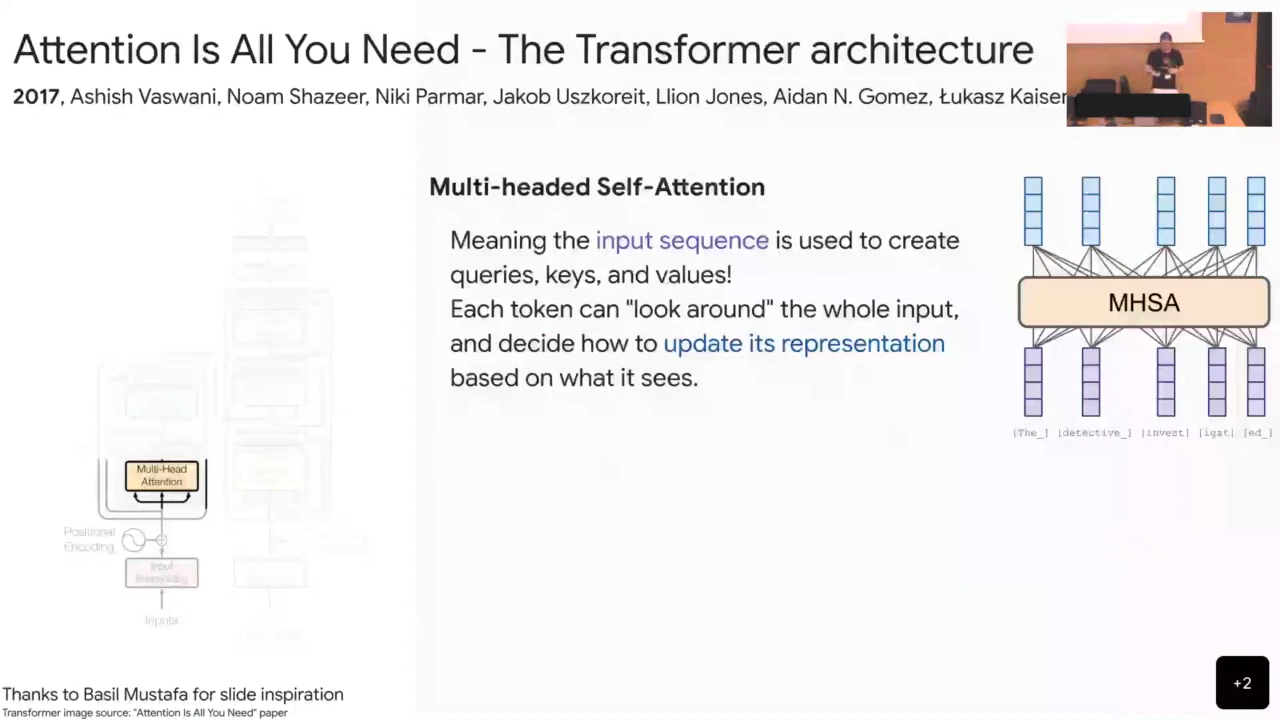 Attention Is All You Need - The Transformer architecture
2017, Ashish Vaswani, Noam Shazeer, Niki Parmar, Jakob Uszkoreit, Llion Jones, Aidan N. Gomez, Łukasz Kaiser
Multi-headed Self-Attention
Meaning the input sequence is used to create
queries, keys, and values!
Each token can "look around" the whole input,
and decide how to update its representation
based on what it sees.
MHSA
[The_] [detective_] [invest] [igat] [ed_]
Multi-Head
Attention
Positional
Encoding
Input
Embedding
Inputs
Thanks to Basil Mustafa for slide inspiration
Transformer image source: "Attention Is All You Need" paper
+2